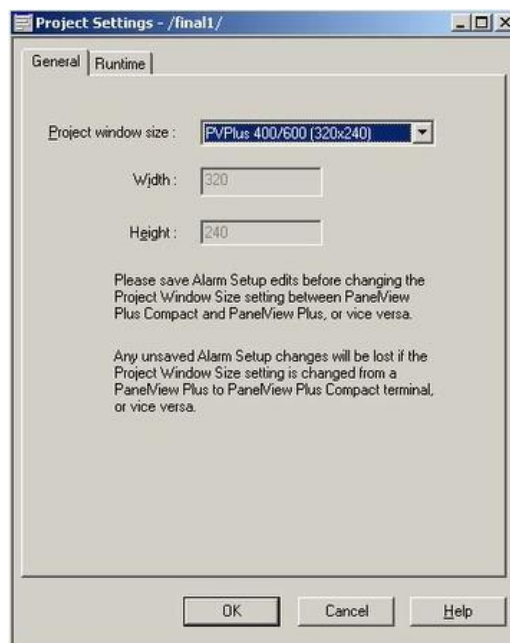 Project Settings - /final1/
General
Runtime
Project window size :
PVPlus 400/600 (320x240)
Width :
320
Height :
240
Please save Alarm Setup edits before changing the
Project Window Size setting between PanelView
Plus Compact and PanelView Plus, or vice versa.
Any unsaved Alarm Setup changes will be lost if the
Project Window Size setting is changed from a
PanelView Plus to PanelView Plus Compact terminal,
or vice versa.
OK
Cancel
Help